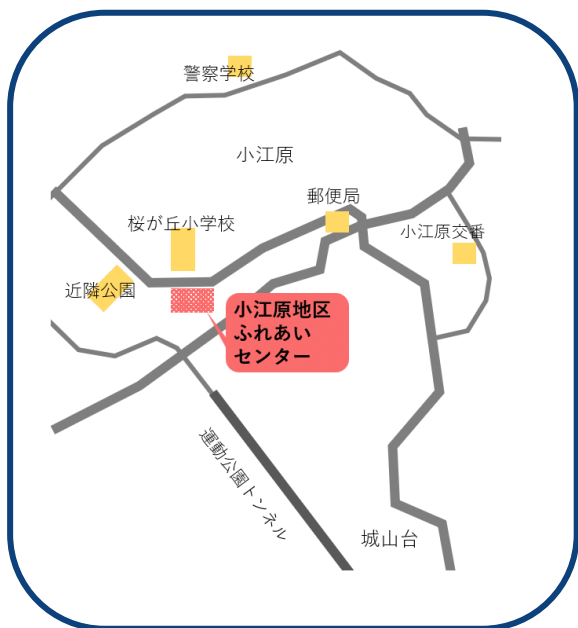 警察学校
小江原
郵便局
桜が丘小学校
小江原交番
近隣公園
小江原地区
ふれあい
センター
運動公園トンネル
城山台